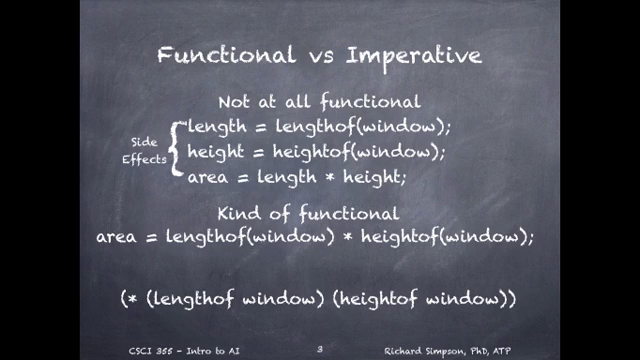 Functional vs Imperative
Not at all functional
Side
Effects
length = lengthof(window);
height = heightof(window);
area = length * height;
Kind of functional
area = lengthof(window) * heightof(window);
(* (lengthof window) (heightof window))
CSCI 355 - Intro to AI
3
Richard Simpson, PhD, ATP